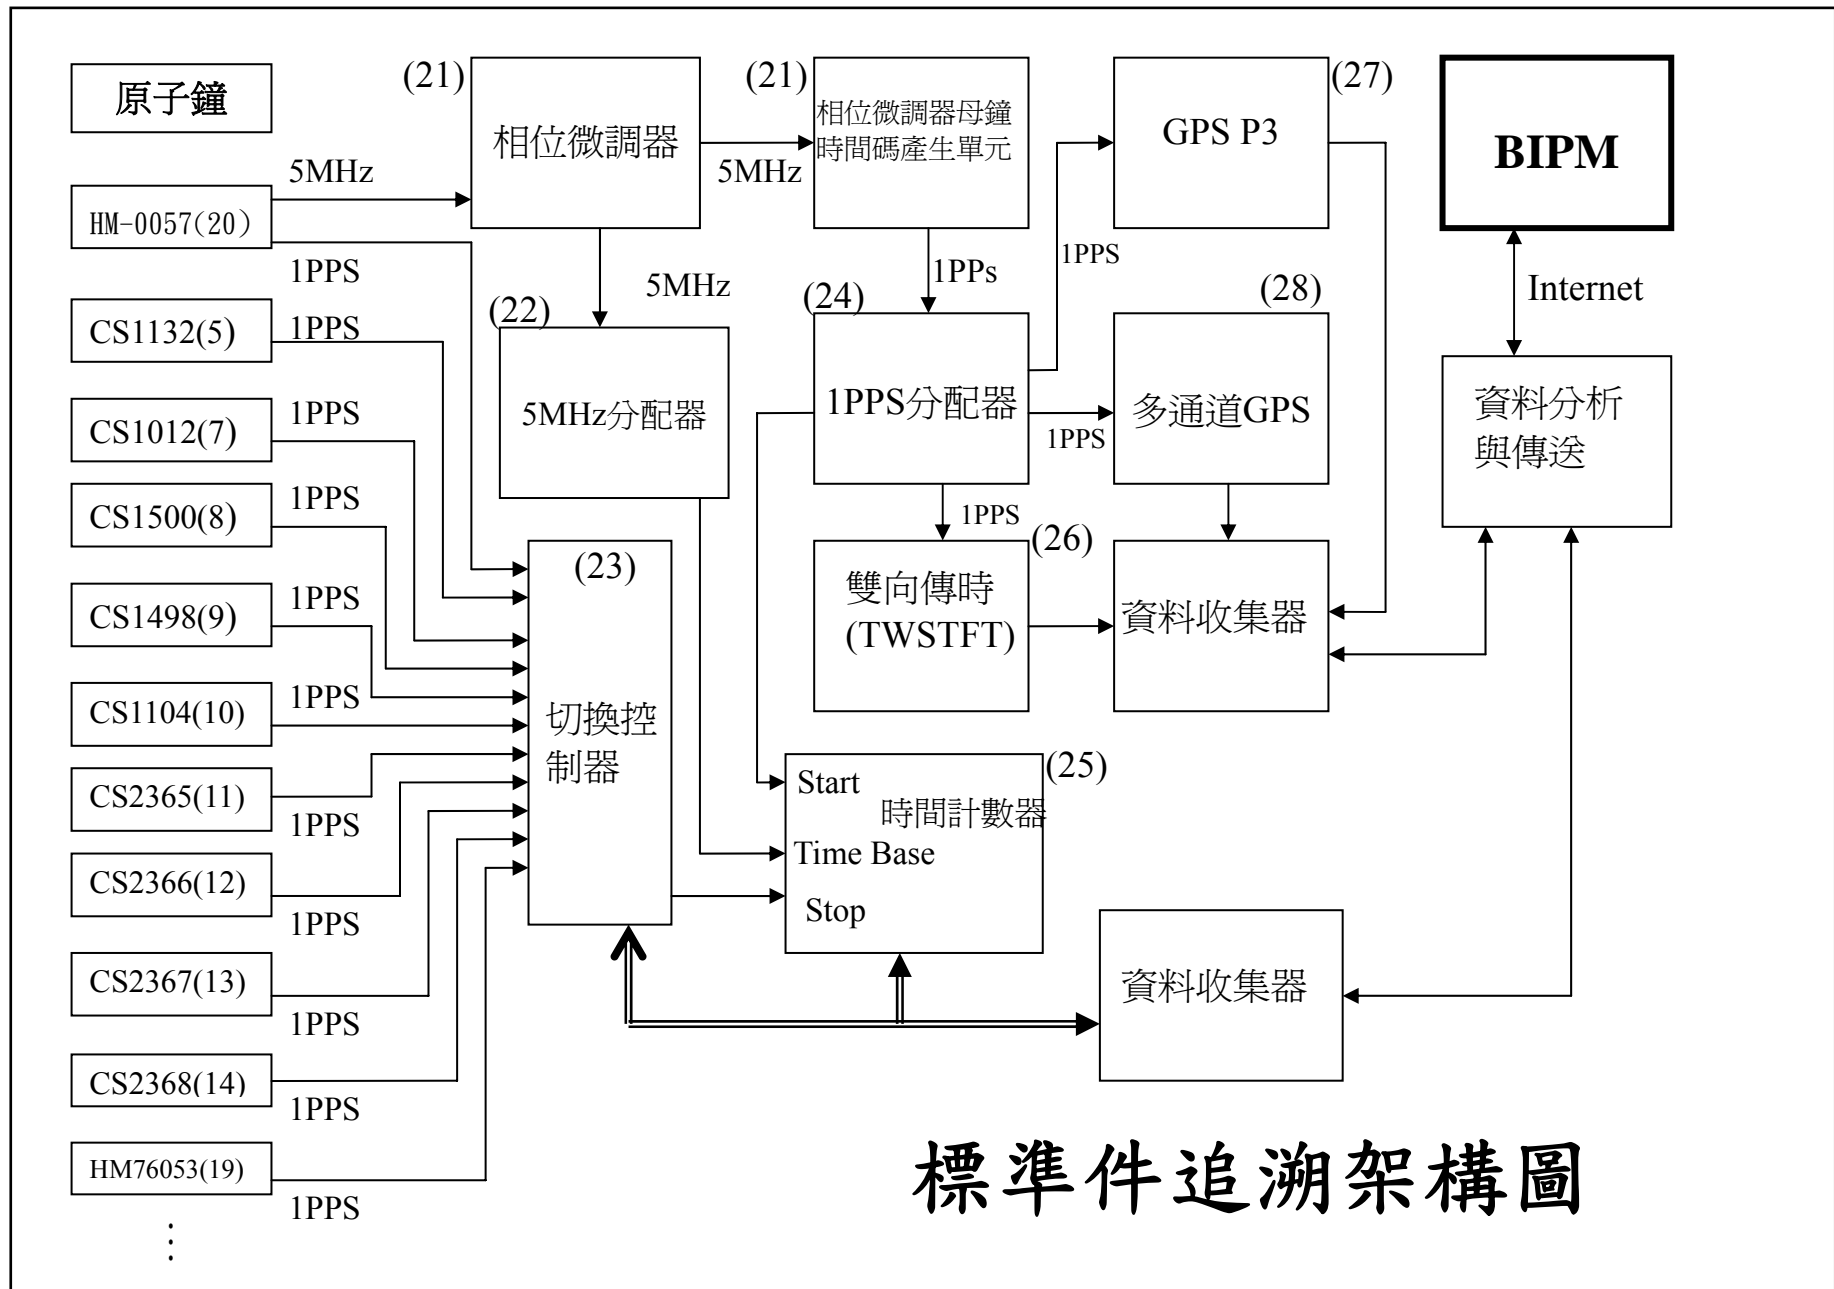 原子鐘
HM-0057(20)
5MHz
1PPS
CS1132(5)
1PPS
CS1012(7)
1PPS
CS1500(8)
1PPS
CS1498(9)
1PPS
CS1104(10)
1PPS
CS2365(11)
1PPS
CS2366(12)
1PPS
CS2367(13)
1PPS
CS2368(14)
1PPS
HM76053(19)
1PPS
⋮
(21)
相位微調器
5MHz
(21)
相位微調器母鐘
時間碼產生單元
(27)
GPS P3
BIPM
Internet
5MHz
(22)
5MHz分配器
1PPs
(24)
1PPS分配器
1PPS
(28)
多通道GPS
1PPS
資料分析
與傳送
1PPS
(26)
雙向傳時
(TWSTFT)
資料收集器
(23)
切換控
制器
(25)
Start
時間計數器
Time Base
Stop
資料收集器
標準件追溯架構圖